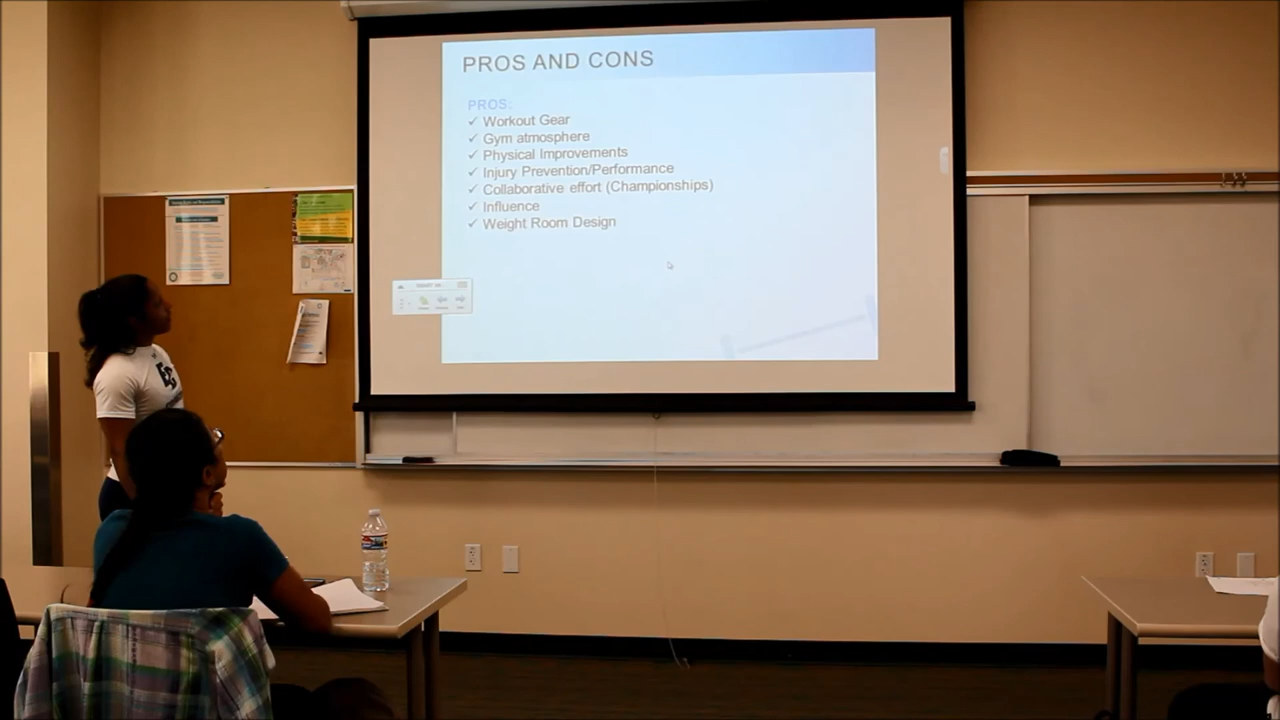 PROS AND CONS
PROS:
✓ Workout Gear
✓ Gym atmosphere
✓ Physical Improvements
✓ Injury Prevention/Performance
✓ Collaborative effort (Championships)
✓ Influence
✓ Weight Room Design